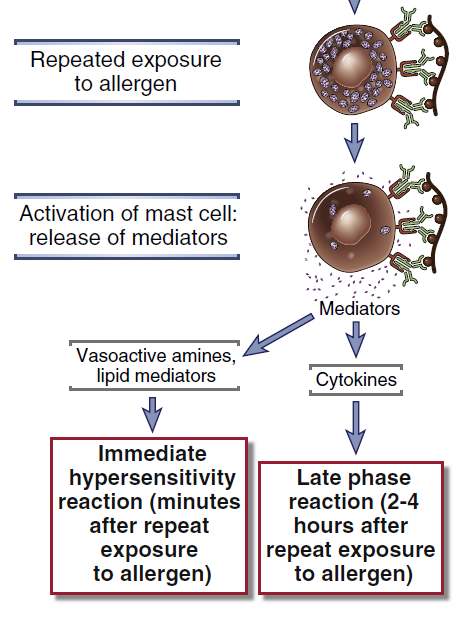 Repeated exposure
to allergen
Activation of mast cell:
release of mediators
Mediators
Vasoactive amines,
lipid mediators
Cytokines
Immediate
hypersensitivity
reaction (minutes
after repeat
exposure
to allergen)
Late phase
reaction (2-4
hours after
repeat exposure
to allergen)